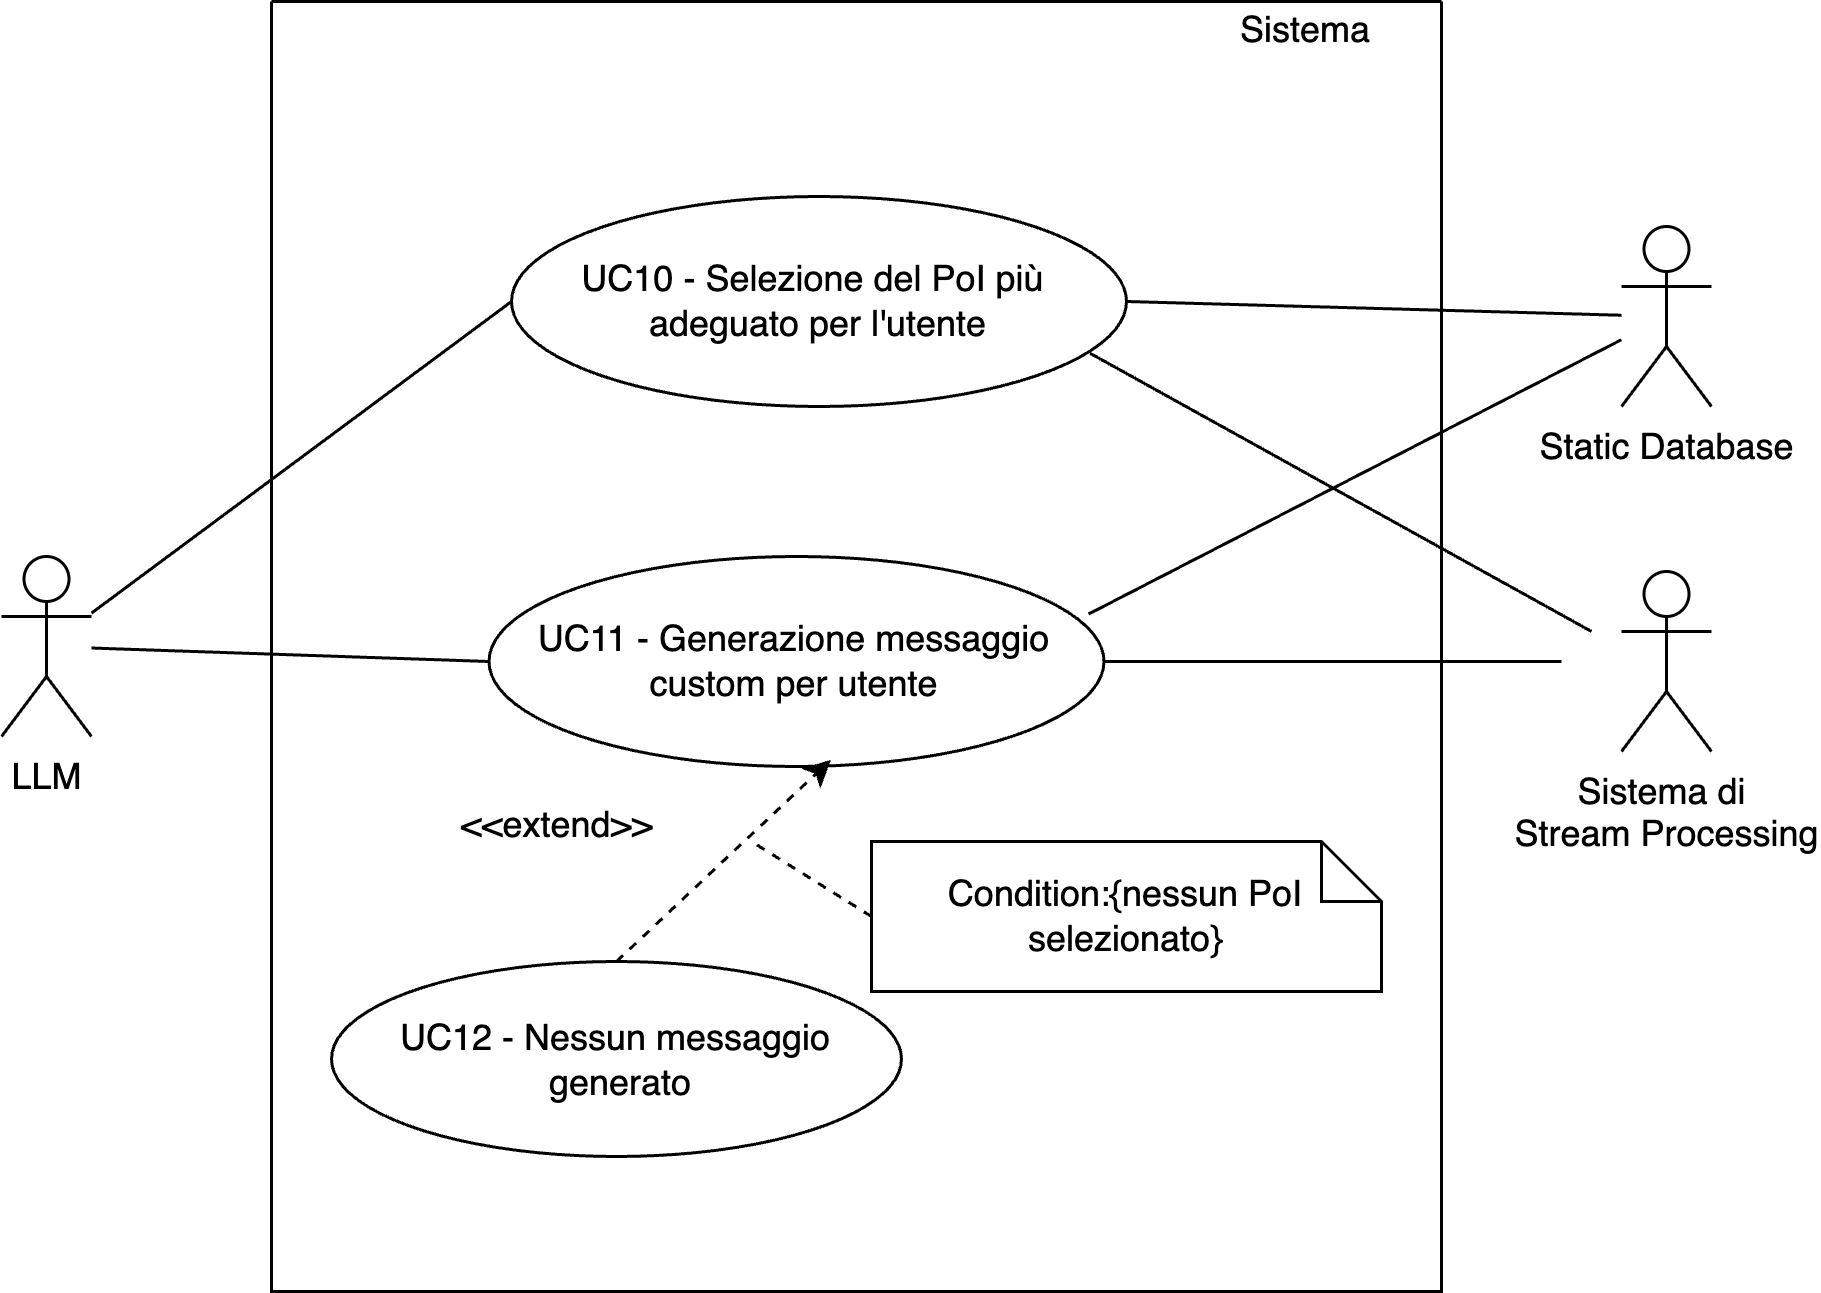 Sistema
UC10 - Selezione del PoI più
adeguato per l'utente
Static Database
UC11 - Generazione messaggio
custom per utente
LLM
Sistema di
Stream Processing
<<extend>>
Condition:{nessun PoI
selezionato}
UC12 - Nessun messaggio
generato